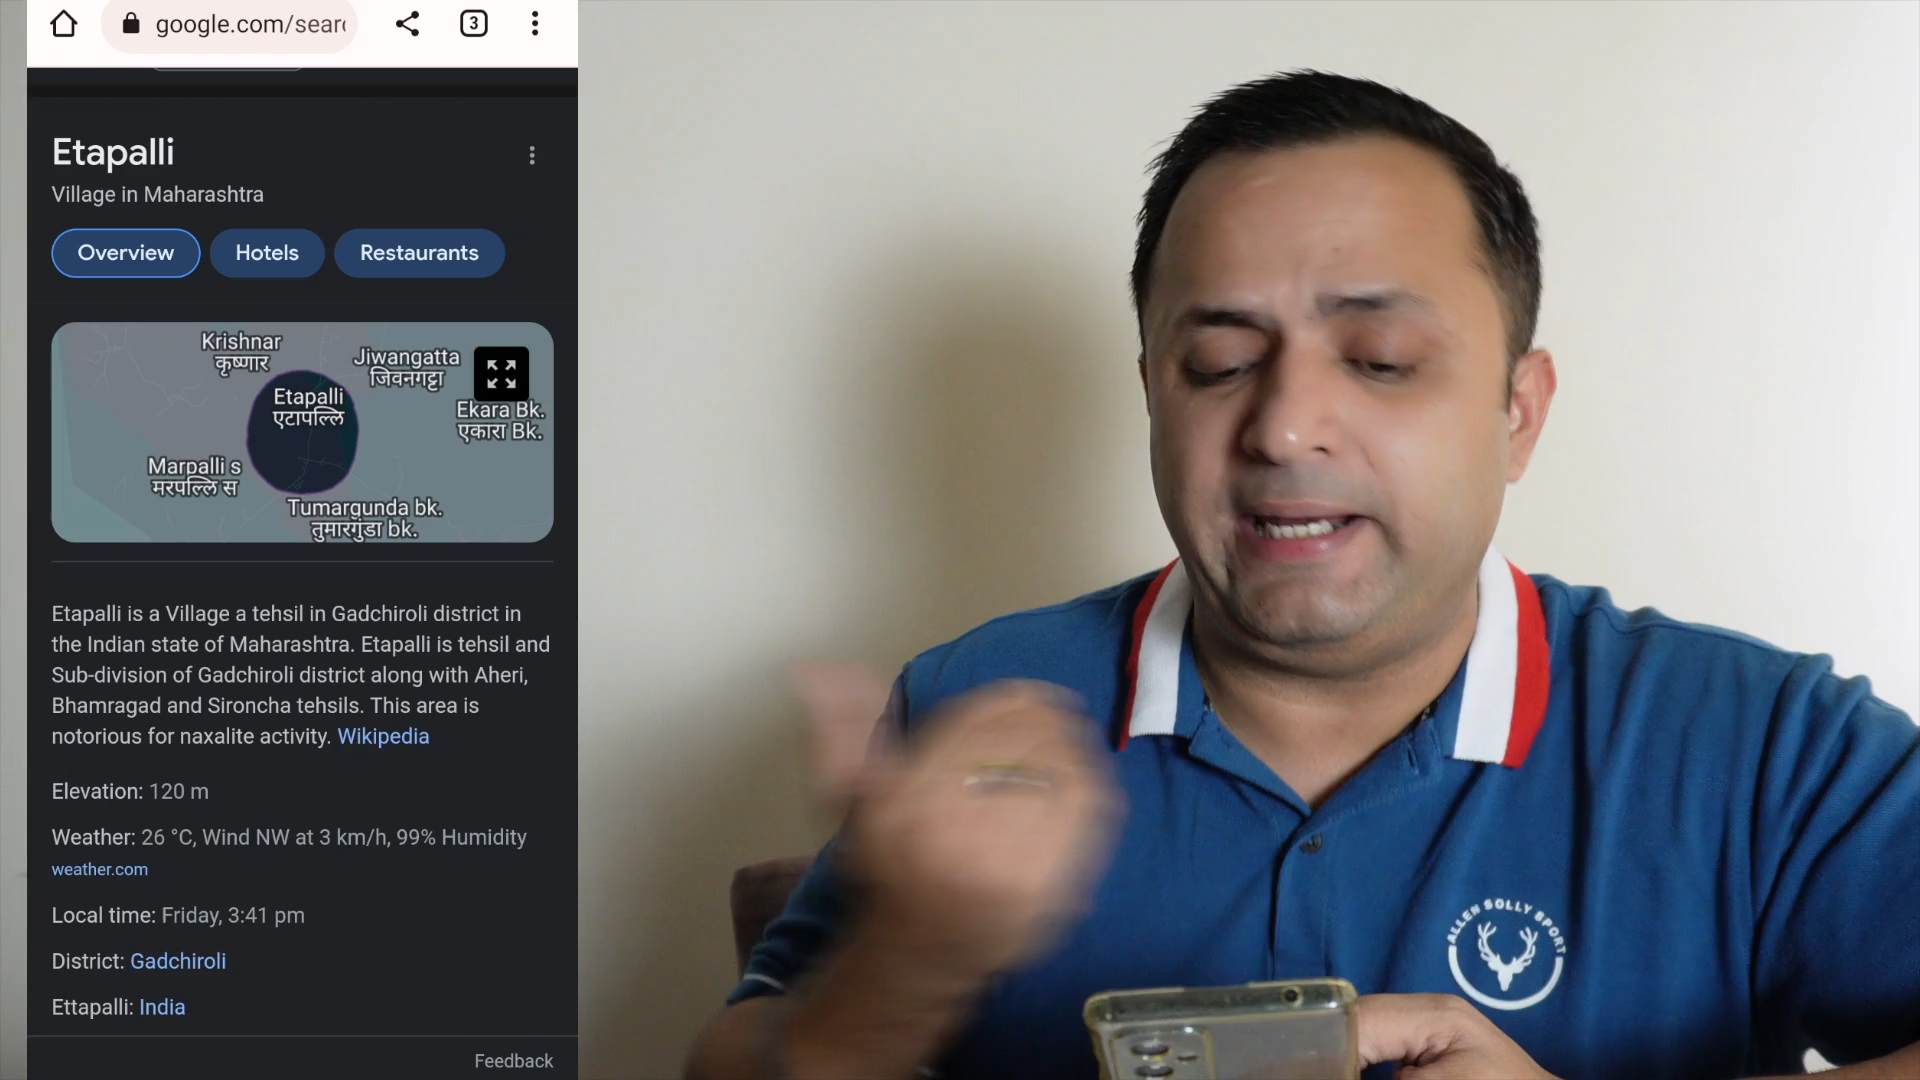 google.com/sear
3
Etapalli
Village in Maharashtra
Overview
Hotels
Restaurants
Krishnar
कृष्णार
Jiwangatta
जिवनगट्टा
Etapalli
एटापल्लि
Ekara Bk.
एकारा Bk.
Marpalli s
मरपल्लि स
Tumargunda bk.
तुमारगुंडा bk.
Etapalli is a Village a tehsil in Gadchiroli district in
the Indian state of Maharashtra. Etapalli is tehsil and
Sub-division of Gadchiroli district along with Aheri,
Bhamragad and Sironcha tehsils. This area is
notorious for naxalite activity. Wikipedia
Elevation: 120 m
Weather: 26 °C, Wind NW at 3 km/h, 99% Humidity
weather.com
Local time: Friday, 3:41 pm
District: Gadchiroli
Ettapalli: India
Feedback
ALLEN SOLLY SPORT